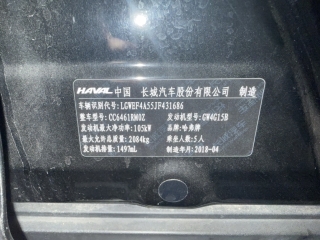 HAVAL 中国 长城汽车股份有限公司 制造
车辆识别代号: LGWEF4A55JF431686
整车型号: CC6461RM0Z 发动机型号: GW4G15B
发动机最大净功率: 105kW 品牌: 哈弗牌
最大允许总质量: 2084kg 乘坐人数: 5人
发动机排量: 1497mL 制造年月: 2018-04